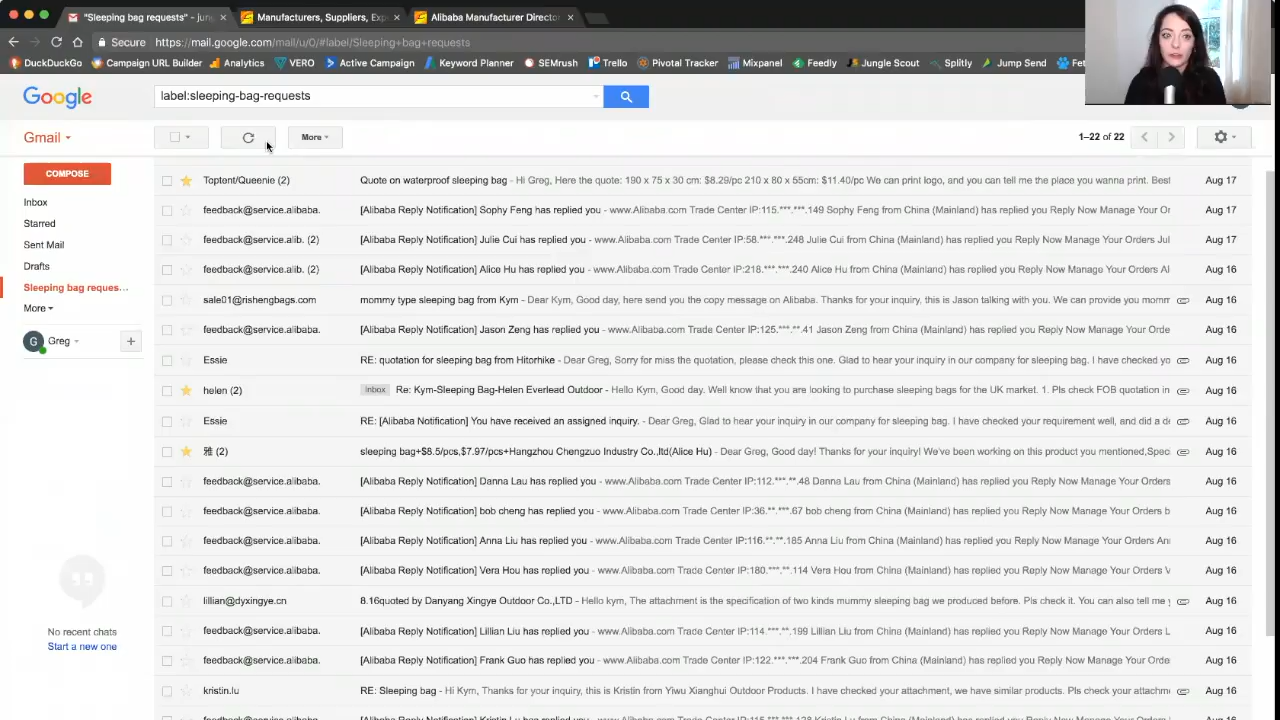 "Sleeping bag requests" - jung
Manufacturers, Suppliers, Exp
Alibaba Manufacturer Director
Secure https://mail.google.com/mail/u/0/#label/Sleeping+bag+requests
DuckDuckGo Campaign URL Builder Analytics VERO Active Campaign Keyword Planner SEMrush Trello Pivotal Tracker Mixpanel Feedly Jungle Scout Splitly Jump Send Fet
Google label:sleeping-bag-requests
Gmail More 1–22 of 22
COMPOSE
Inbox
Starred
Sent Mail
Drafts
Sleeping bag reques...
More
G Greg +
No recent chats
Start a new one
Toptent/Queenie (2) Quote on waterproof sleeping bag - Hi Greg, Here the quote: 190 x 75 x 30 cm: $8.29/pc 210 x 80 x 55cm: $11.40/pc We can print logo, and you can tell me the place you wanna print. Best Aug 17
feedback@service.alibaba. [Alibaba Reply Notification] Sophy Feng has replied you - www.Alibaba.com Trade Center IP:115.***.***.149 Sophy Feng from China (Mainland) has replied you Reply Now Manage Your Or Aug 17
feedback@service.alib. (2) [Alibaba Reply Notification] Julie Cui has replied you - www.Alibaba.com Trade Center IP:58.***.***.248 Julie Cui from China (Mainland) has replied you Reply Now Manage Your Orders Jul Aug 17
feedback@service.alib. (2) [Alibaba Reply Notification] Alice Hu has replied you - www.Alibaba.com Trade Center IP:218.***.***.240 Alice Hu from China (Mainland) has replied you Reply Now Manage Your Orders Al Aug 16
sale01@rishengbags.com mommy type sleeping bag from Kym - Dear Kym, Good day, here send you the copy message on Alibaba. Thanks for your inquiry, this is Jason talking with you. We can provide you momm Aug 16
feedback@service.alibaba. [Alibaba Reply Notification] Jason Zeng has replied you - www.Alibaba.com Trade Center IP:125.***.**.41 Jason Zeng from China (Mainland) has replied you Reply Now Manage Your Orde Aug 16
Essie RE: quotation for sleeping bag from Hitorhike - Dear Greg, Sorry for miss the quotation, please check this one. Glad to hear your inquiry in our company for sleeping bag. I have checked yo Aug 16
helen (2) Inbox Re: Kym-Sleeping Bag-Helen Everlead Outdoor - Hello Kym, Good day. Well know that you are looking to purchase sleeping bags for the UK market. 1. Pls check FOB quotation in Aug 16
Essie RE: [Alibaba Notification] You have received an assigned inquiry. - Dear Greg, Glad to hear your inquiry in our company for sleeping bag. I have checked your requirement well, and did a de Aug 16
雅 (2) sleeping bag+$8.5/pcs,$7.97/pcs+Hangzhou Chengzuo Industry Co.,ltd(Alice Hu) - Dear Greg, Good day! Thanks for your inquiry! We've been working on this product you mentioned,Spec Aug 16
feedback@service.alibaba. [Alibaba Reply Notification] Danna Lau has replied you - www.Alibaba.com Trade Center IP:112.***.**.48 Danna Lau from China (Mainland) has replied you Reply Now Manage Your Orders Aug 16
feedback@service.alibaba. [Alibaba Reply Notification] bob cheng has replied you - www.Alibaba.com Trade Center IP:36.**.***.67 bob cheng from China (Mainland) has replied you Reply Now Manage Your Orders b Aug 16
feedback@service.alibaba. [Alibaba Reply Notification] Anna Liu has replied you - www.Alibaba.com Trade Center IP:116.**.**.185 Anna Liu from China (Mainland) has replied you Reply Now Manage Your Orders Ani Aug 16
feedback@service.alibaba. [Alibaba Reply Notification] Vera Hou has replied you - www.Alibaba.com Trade Center IP:180.***.**.114 Vera Hou from China (Mainland) has replied you Reply Now Manage Your Orders V Aug 16
lillian@dyxingye.cn 8.16quoted by Danyang Xingye Outdoor Co.,LTD - Hello kym, The attachment is the specification of two kinds mummy sleeping bag we produced before. Pls check it. You can also tell me Aug 16
feedback@service.alibaba. [Alibaba Reply Notification] Lillian Liu has replied you - www.Alibaba.com Trade Center IP:114.***.**.199 Lillian Liu from China (Mainland) has replied you Reply Now Manage Your Orders L Aug 16
feedback@service.alibaba. [Alibaba Reply Notification] Frank Guo has replied you - www.Alibaba.com Trade Center IP:122.***.***.204 Frank Guo from China (Mainland) has replied you Reply Now Manage Your Orde Aug 16
kristin.lu RE: Sleeping bag - Hi Kym, Thanks for your inquiry, this is Kristin from Yiwu Xianghui Outdoor Products. I have checked your attachment, we have similar products. Pls check your attachme Aug 16